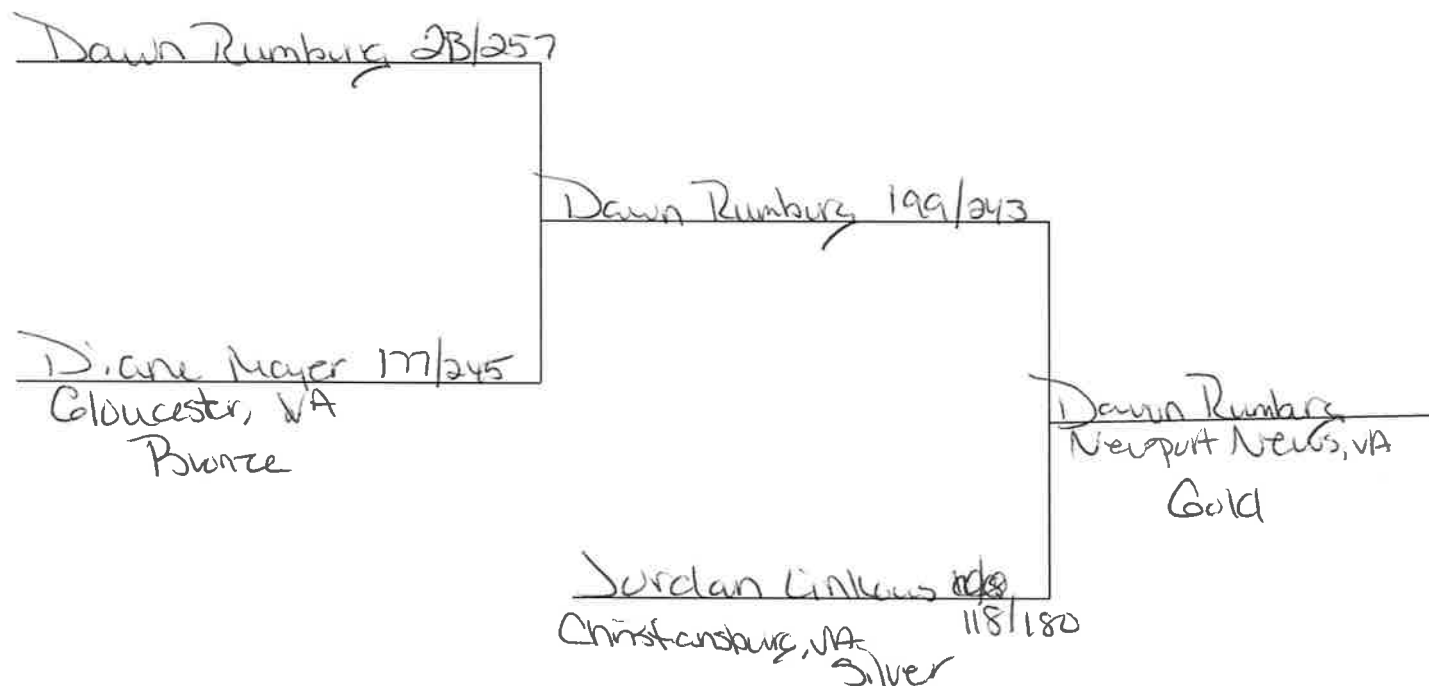 Dawn Rumburg 213/257
Dawn Rumburg 199/243
Diane Mayer 177/245
Gloucester, VA
Bronze
Dawn Rumburg
Newport News, VA
Gold
Jordan Linkous
118/180
Christiansburg, VA
Silver